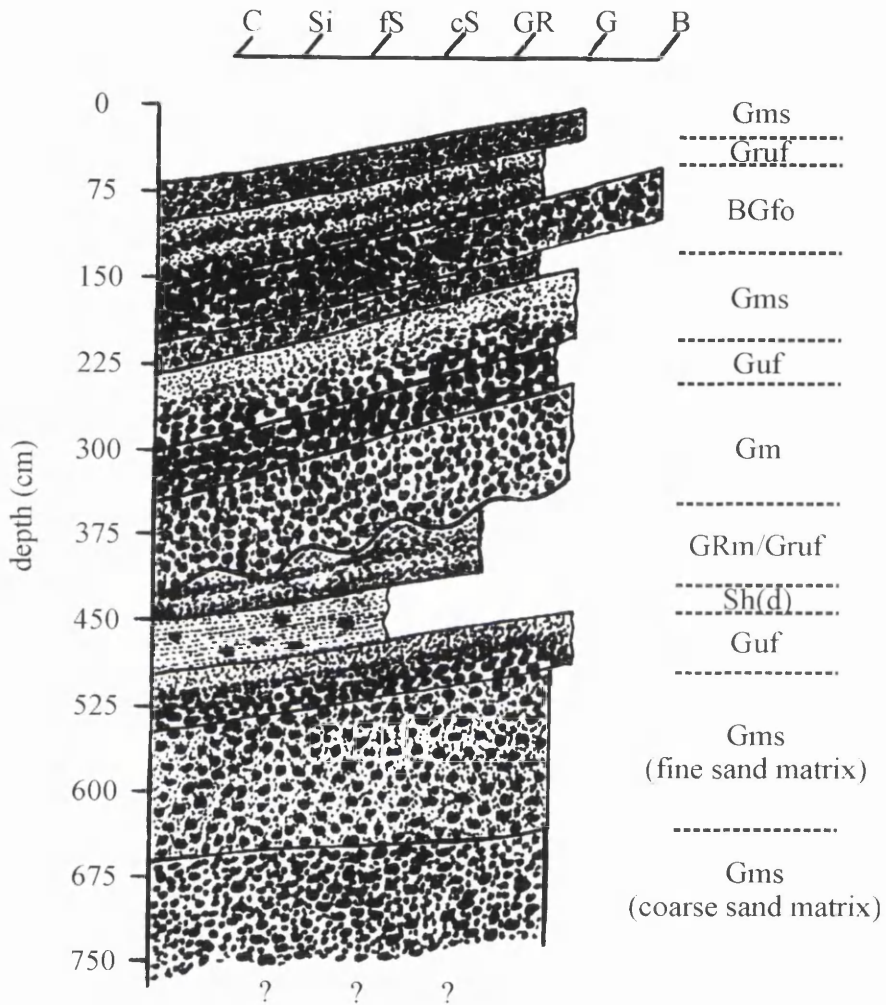 C Si fS cS GR G B
0
75
150
225
300
375
450
525
600
675
750
depth (cm)
Gms
Gruf
BGfo
Gms
Guf
Gm
GRm/Gruf
Sh(d)
Guf
Gms
(fine sand matrix)
Gms
(coarse sand matrix)
? ? ?